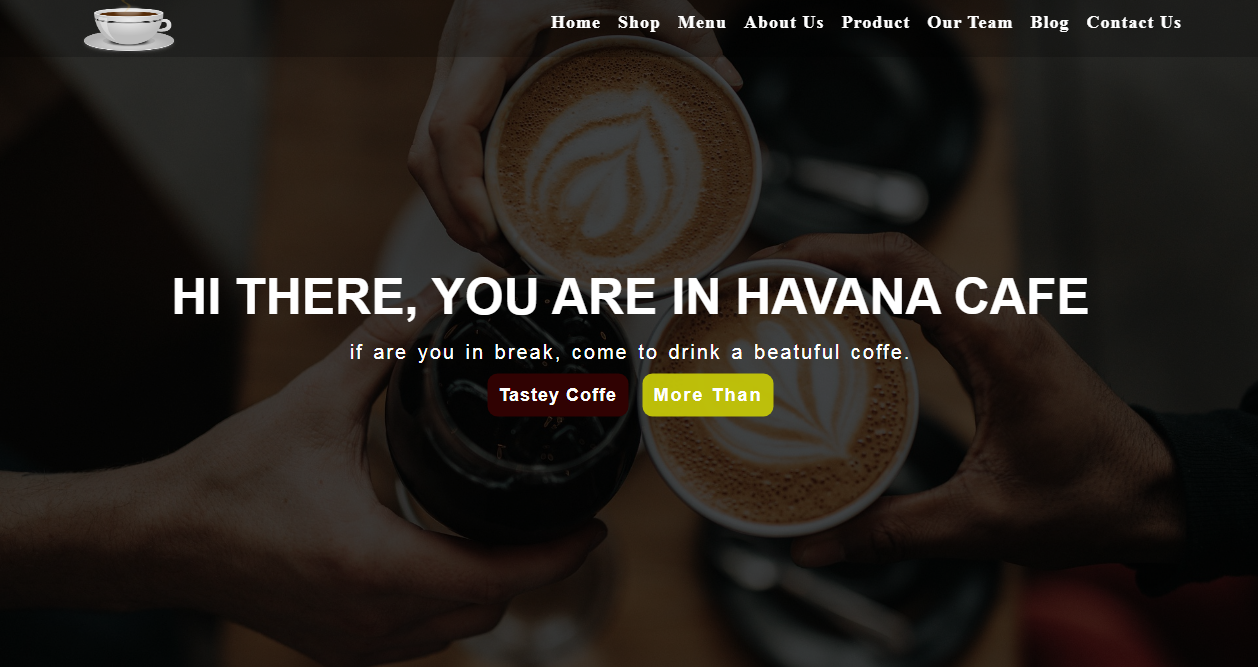 Home Shop Menu About Us Product Our Team Blog Contact Us
HI THERE, YOU ARE IN HAVANA CAFE
if are you in break, come to drink a beatuful coffe.
Tastey Coffe More Than